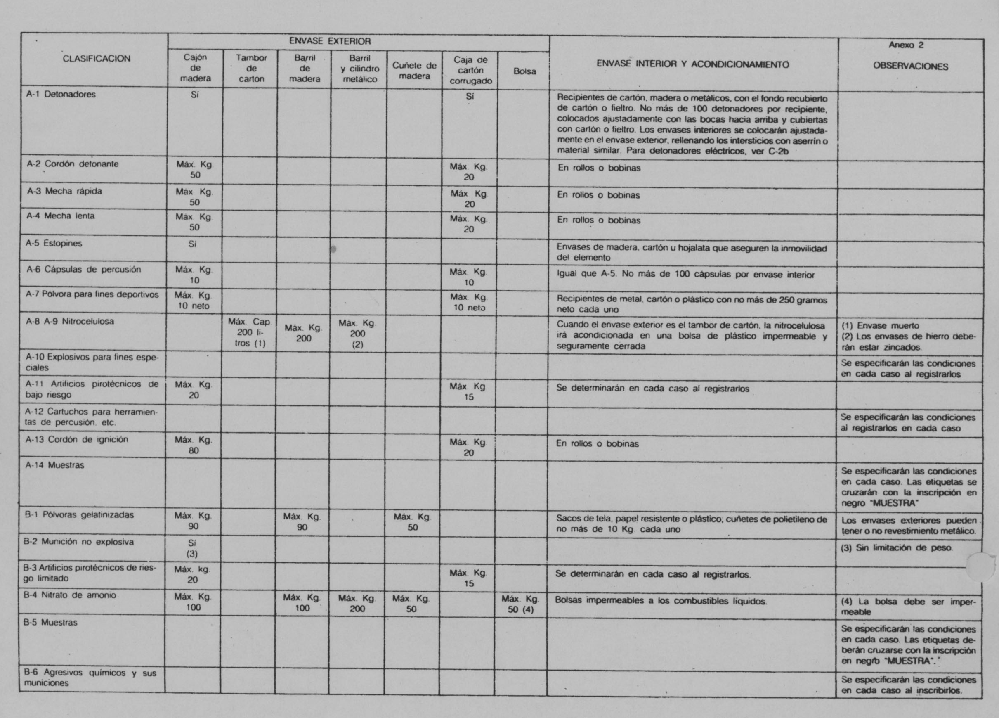 Anexo 2
CLASIFICACION
ENVASE EXTERIOR
ENVASE INTERIOR Y ACONDICIONAMIENTO
OBSERVACIONES
Cajón
de
madera
Tambor
de
carton
Barril
de
madera
Barril
y cilindro
metálico
Cuñete de
madera
Caja de
cartón
corrugado
Bolsa
A-1 Detonadores
Sí
Sí
Recipientes de cartón, madera o metálicos, con el fondo recubierto
de cartón o fieltro. No más de 100 detonadores por recipiente,
colocados ajustadamente con las bocas hacia arriba y cubiertas
con cartón o fieltro. Los envases interiores se colocarán ajustada-
mente en el envase exterior, rellenando los intersticios con aserrín o
material similar. Para detonadores eléctricos, ver C-2b
A-2 Cordón detonante
Máx. Kg.
50
Máx. Kg.
20
En rollos o bobinas
A-3 Mecha rápida
Máx. Kg.
50
Máx Kg.
20
En rollos o bobinas
A-4 Mecha lenta
Máx. Kg.
50
Máx. Kg.
20
En rollos o bobinas
A-5 Estopines
Sí
Envases de madera, cartón u hojalata que aseguren la inmovilidad
del elemento
A-6 Cápsulas de percusión
Máx. Kg.
10
Máx. Kg.
10
Igual que A-5. No más de 100 cápsulas por envase interior
A-7 Pólvora para fines deportivos
Máx. Kg.
10 neto
Máx. Kg.
10 neto
Recipientes de metal, cartón o plástico con no más de 250 gramos
neto cada uno
A-8 A-9 Nitrocelulosa
Máx. Cap.
200 li-
tros (1)
Máx. Kg.
200
Máx. Kg.
200
(2)
Cuando el envase exterior es el tambor de cartón, la nitrocelulosa
irá acondicionada en una bolsa de plástico impermeable y
seguramente cerrada
(1) Envase muerto
(2) Los envases de hierro debe-
rán estar zincados.
A-10 Explosivos para fines espe-
ciales
Se especificarán las condiciones
en cada caso al registrarlos
A-11 Artificios pirotécnicos de
bajo riesgo
Máx. Kg.
20
Máx. Kg.
15
Se determinarán en cada caso al registrarlos
A-12 Cartuchos para herramien-
tas de percusión, etc.
Se especificarán las condiciones
al registrarlos en cada caso
A-13 Cordón de ignición
Máx. Kg.
80
Máx. Kg.
20
En rollos o bobinas
A-14 Muestras
Se especificarán las condiciones
en cada caso. Las etiquetas se
cruzarán con la inscripción en
negro "MUESTRA"
B-1 Pólvoras gelatinizadas
Máx. Kg.
90
Máx. Kg.
90
Máx. Kg.
50
Sacos de tela, papel resistente o plástico; cuñetes de polietileno de
no más de 10 Kg. cada uno
Los envases exteriores pueden
tener o no revestimiento metálico.
B-2 Munición no explosiva
Sí
(3)
(3) Sin limitación de peso.
B-3 Artificios pirotécnicos de ries-
go limitado
Máx. kg.
20
Máx. Kg.
15
Se determinarán en cada caso al registrarlos.
B-4 Nitrato de amonio
Máx. Kg.
100
Máx. Kg.
100
Máx. Kg.
200
Máx. Kg.
50
Máx. Kg.
50 (4)
Bolsas impermeables a los combustibles líquidos.
(4) La bolsa debe ser imper-
meable
B-5 Muestras
Se especificarán las condiciones
en cada caso. Las etiquetas de-
berán cruzarse con la inscripción
en negro "MUESTRA".
B-6 Agresivos químicos y sus
municiones
Se especificarán las condiciones
en cada caso al inscribirlos.